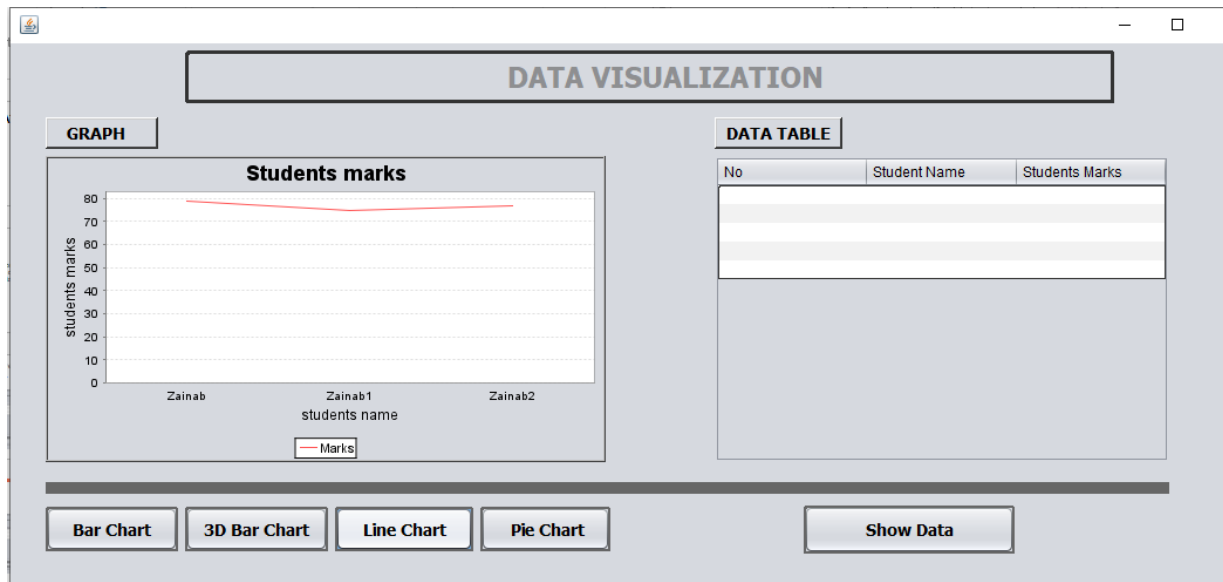 DATA VISUALIZATION
GRAPH
Students marks
80
70
60
50
40
30
20
10
0
students marks
Zainab Zainab1 Zainab2
students name
Marks
DATA TABLE
No Student Name Students Marks
Bar Chart 3D Bar Chart Line Chart Pie Chart Show Data